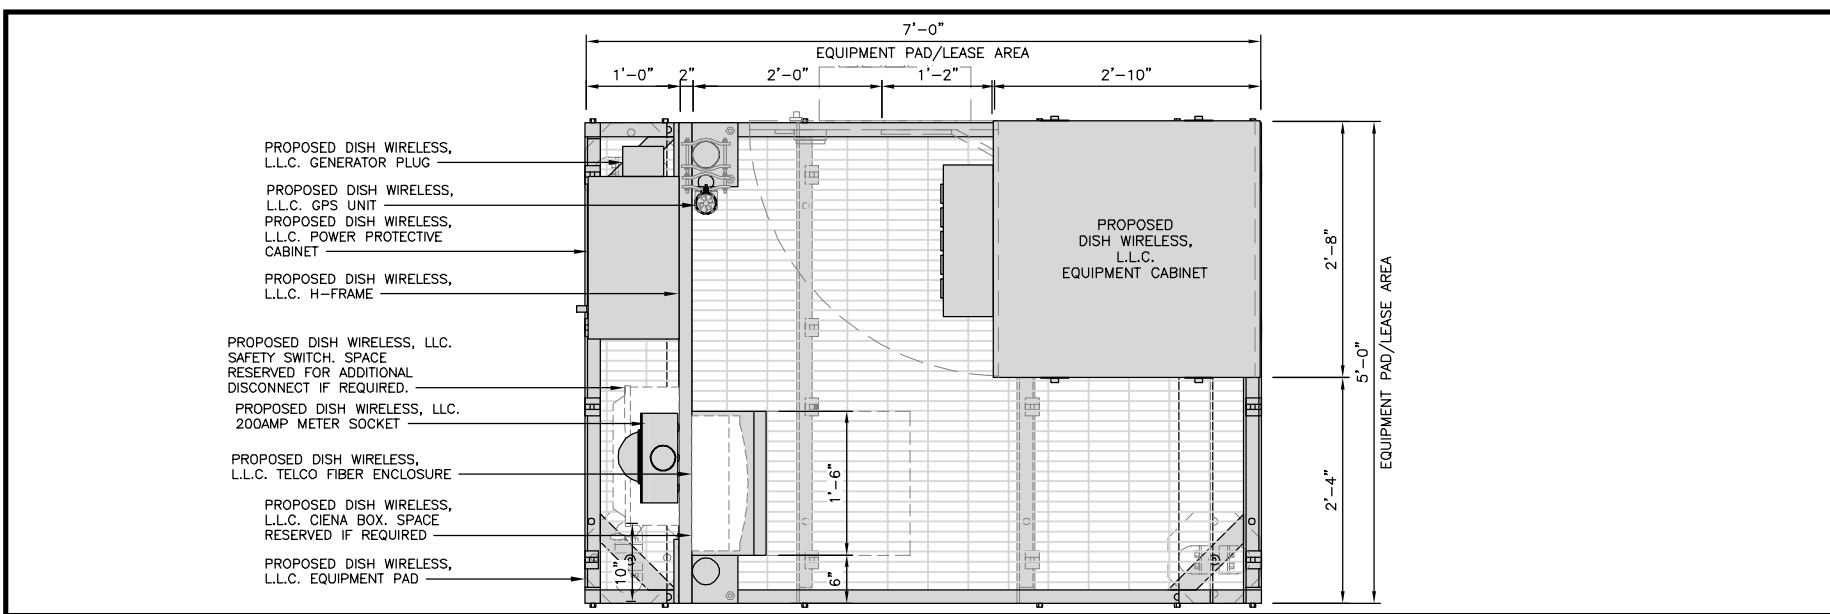 7'-0"
EQUIPMENT PAD/LEASE AREA
1'-0"
2"
2'-0"
1'-2"
2'-10"
PROPOSED DISH WIRELESS,
L.L.C. GENERATOR PLUG
PROPOSED DISH WIRELESS,
L.L.C. GPS UNIT
PROPOSED DISH WIRELESS,
L.L.C. POWER PROTECTIVE
CABINET
PROPOSED DISH WIRELESS,
L.L.C. H-FRAME
PROPOSED DISH WIRELESS, LLC.
SAFETY SWITCH. SPACE
RESERVED FOR ADDITIONAL
DISCONNECT IF REQUIRED.
PROPOSED DISH WIRELESS, LLC.
200AMP METER SOCKET
PROPOSED DISH WIRELESS,
L.L.C. TELCO FIBER ENCLOSURE
PROPOSED DISH WIRELESS,
L.L.C. CIENA BOX. SPACE
RESERVED IF REQUIRED
PROPOSED DISH WIRELESS,
L.L.C. EQUIPMENT PAD
10"
1'-6"
6"
PROPOSED
DISH WIRELESS,
L.L.C.
EQUIPMENT CABINET
2'-8"
2'-4"
5'-0"
EQUIPMENT PAD/LEASE AREA